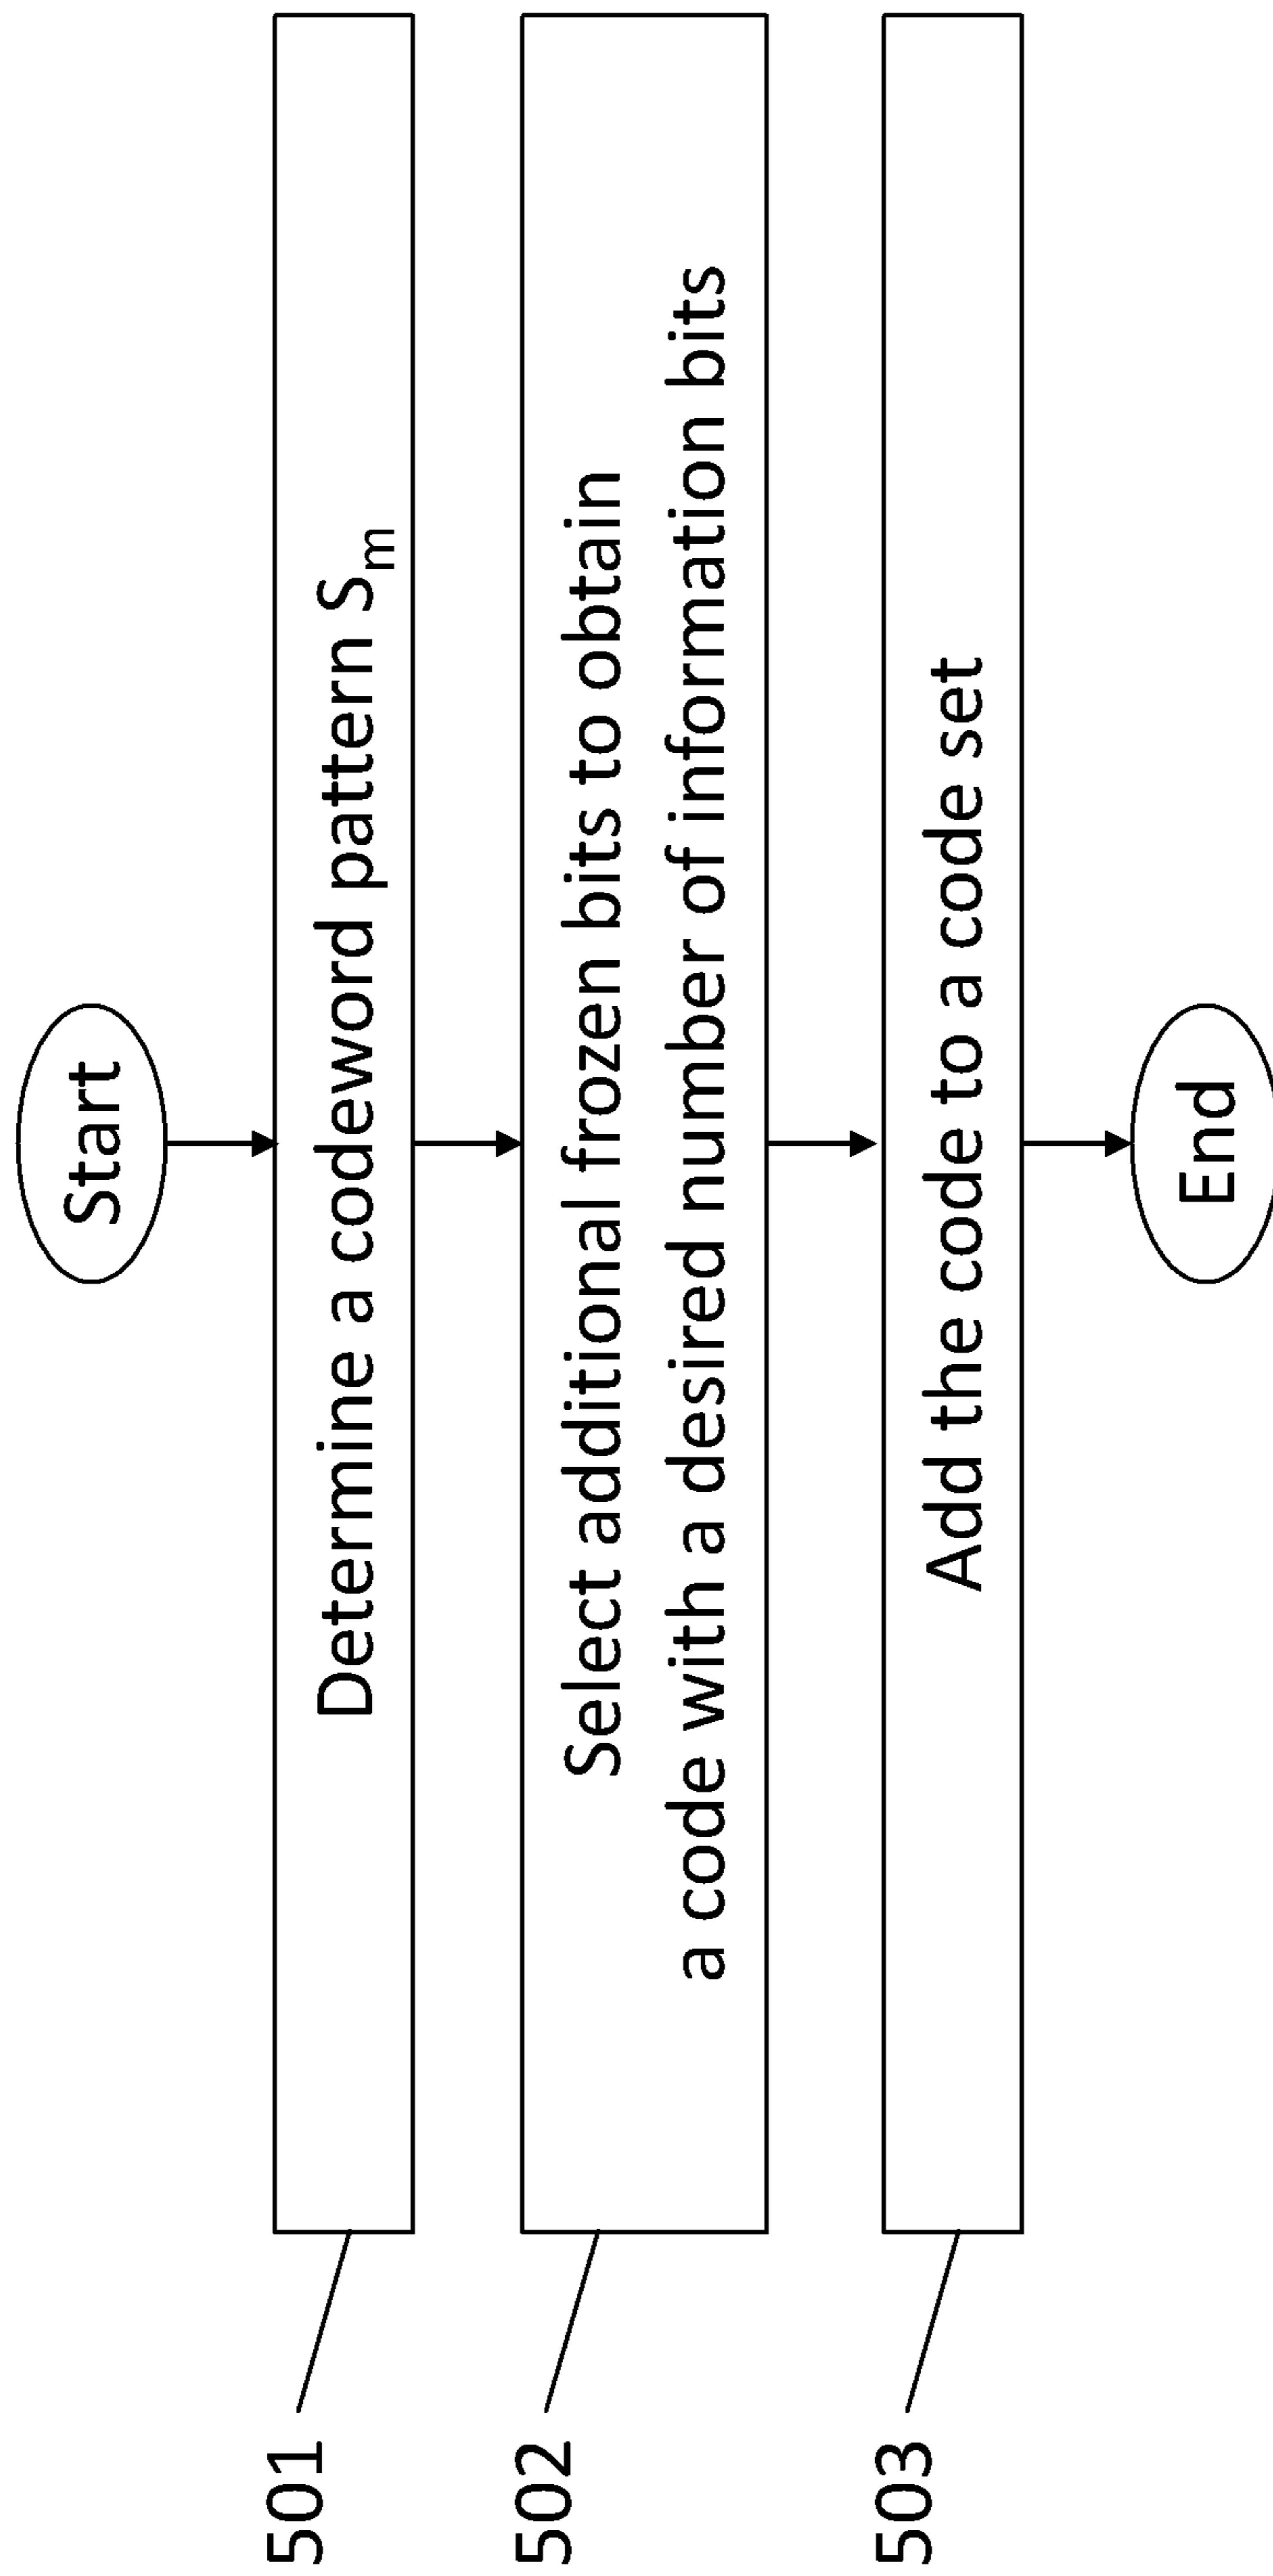 Start
501
Determine a codeword pattern Sm
502
Select additional frozen bits to obtain
a code with a desired number of information bits
503
Add the code to a code set
End